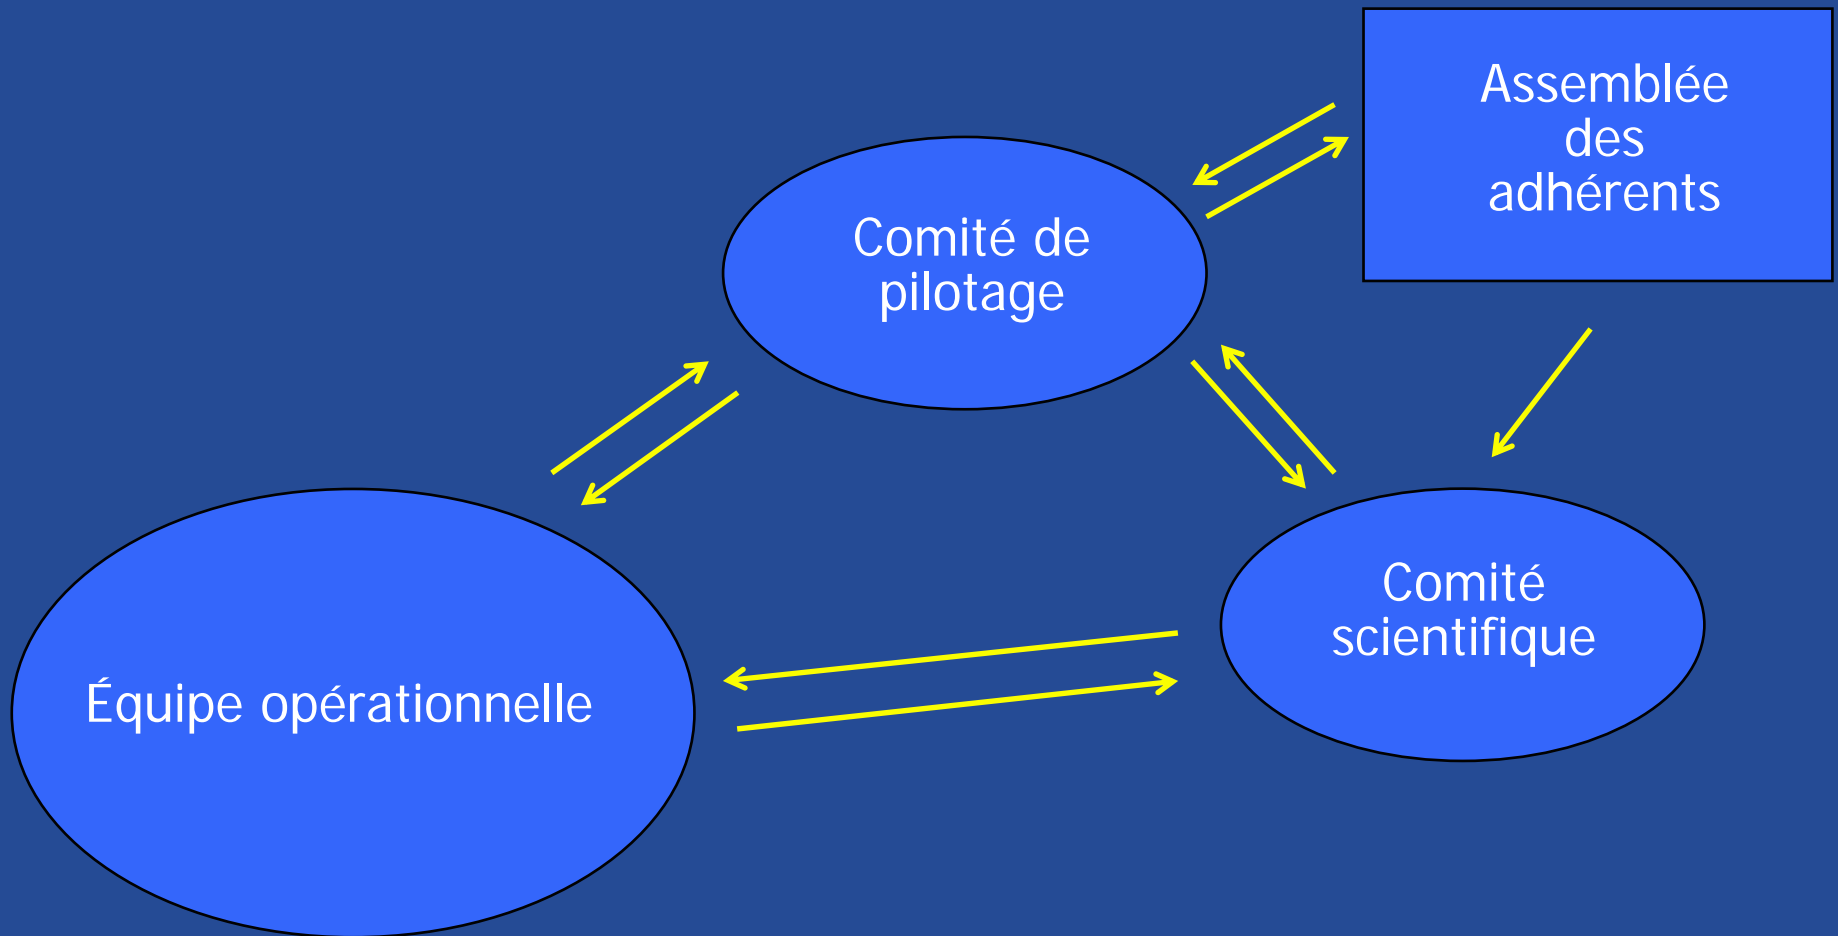 Assemblée
des
adhérents
Comité de
pilotage
Comité
scientifique
Équipe opérationnelle